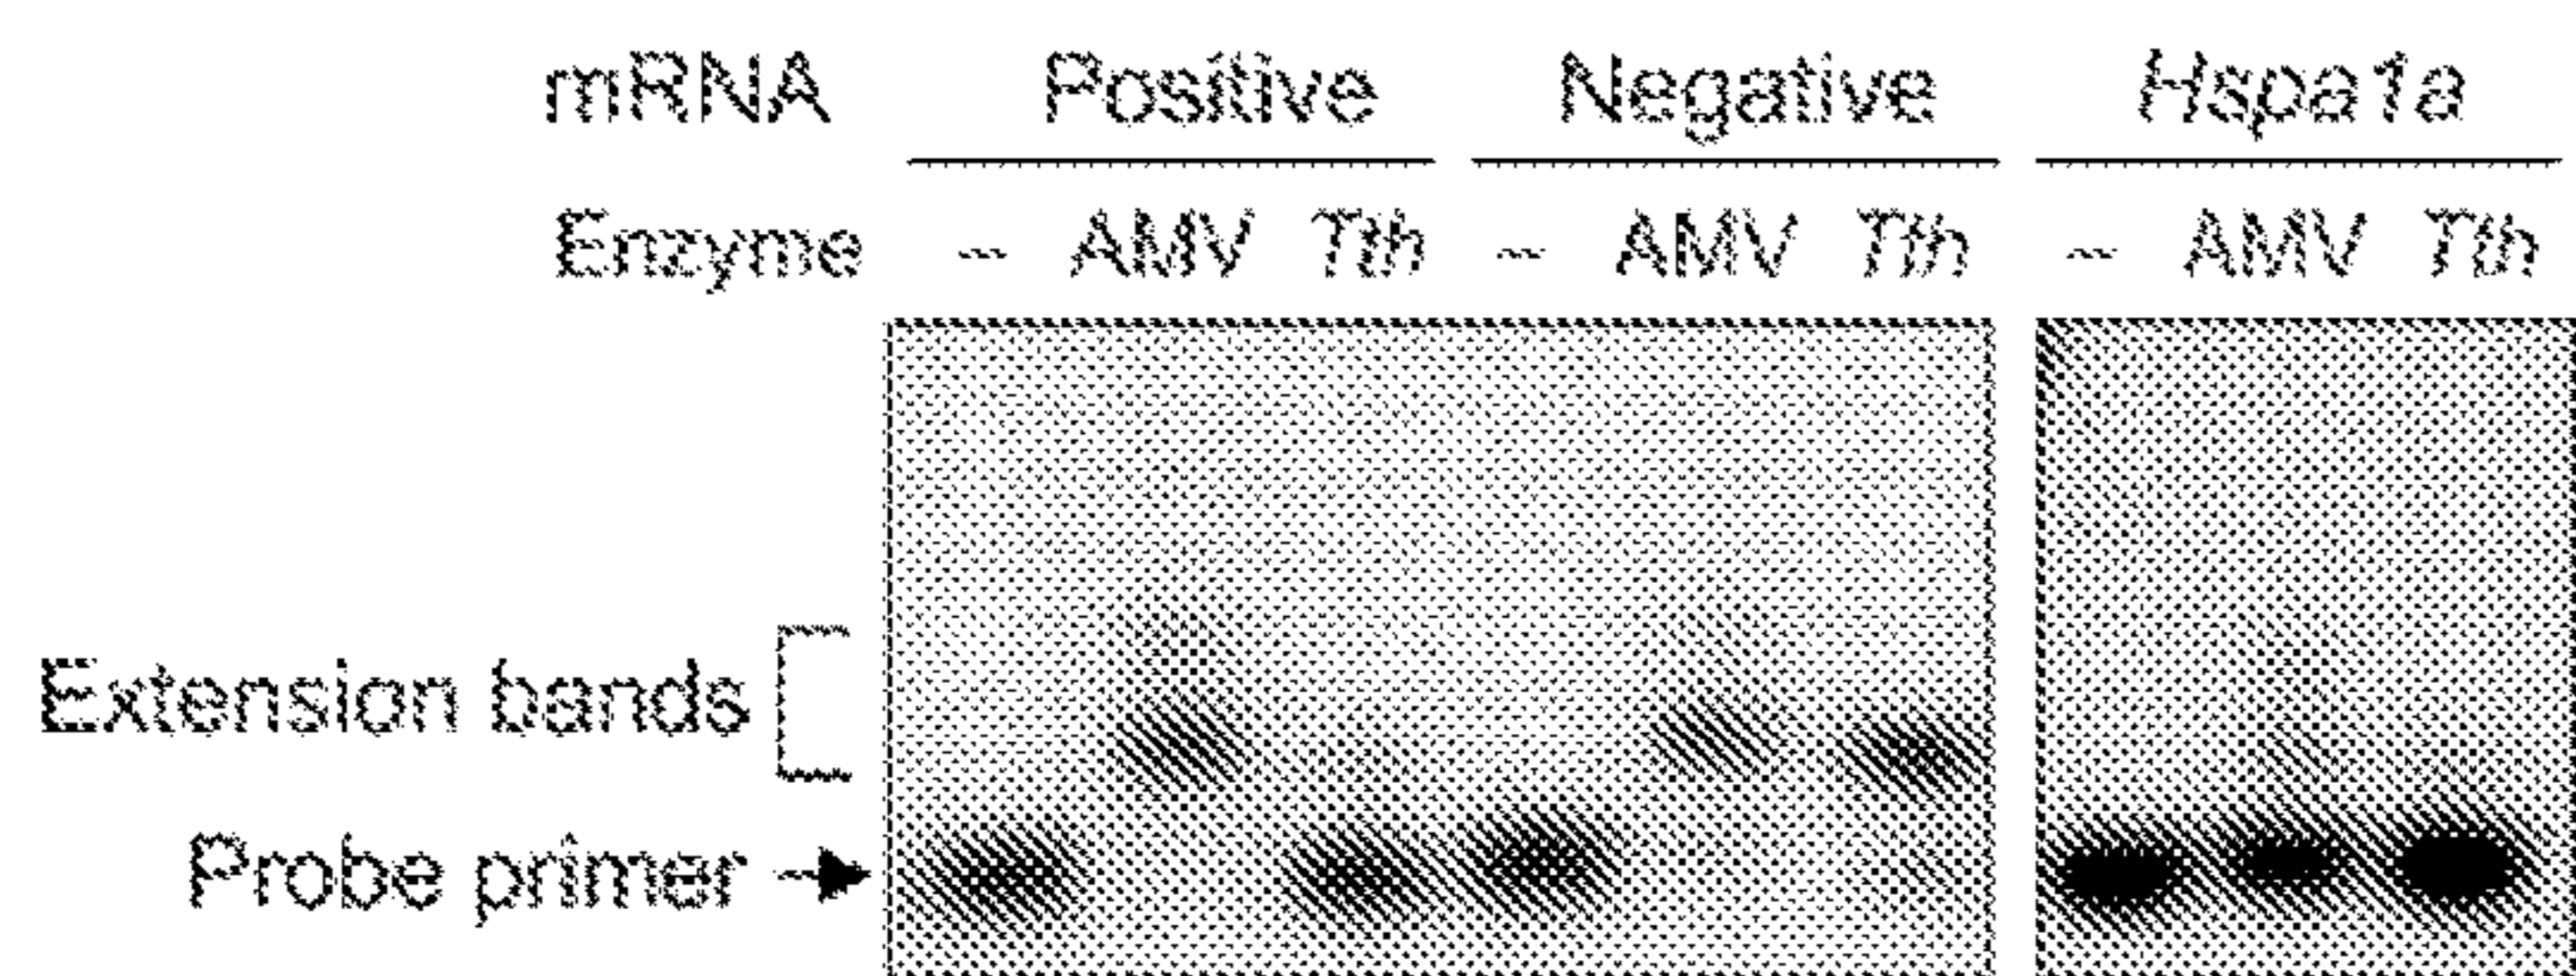 mRNA Positive Negative Hspa1a
Enzyme – AMV Tth – AMV Tth – AMV Tth
Extension bands
Probe primer